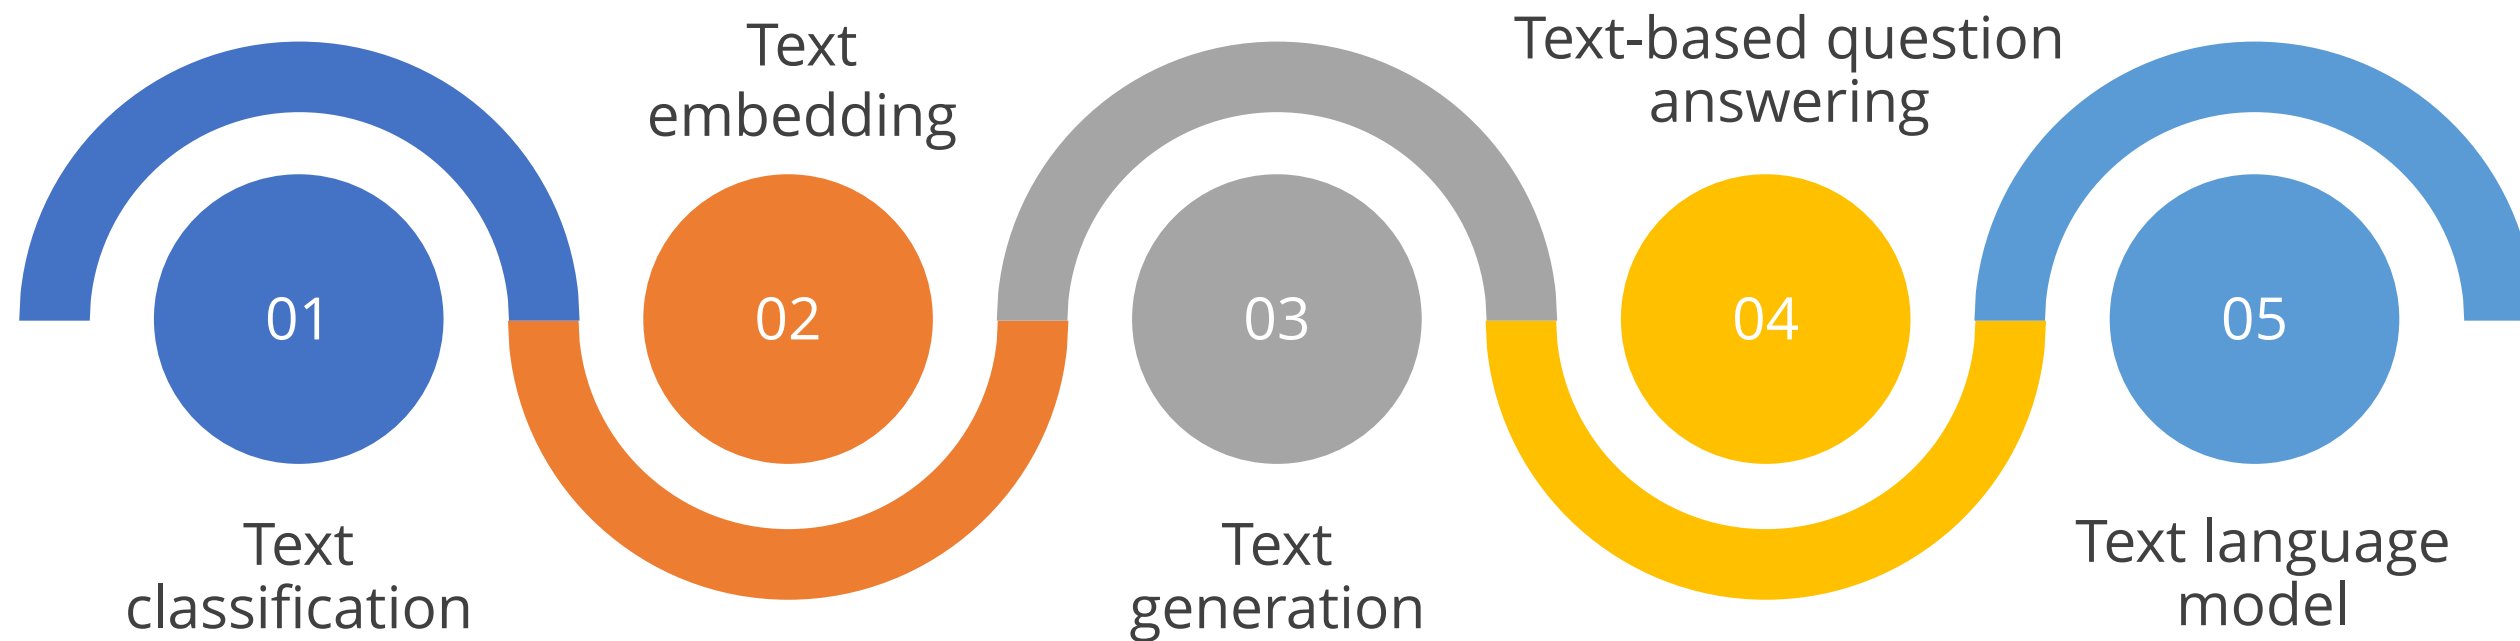 01
Text
classification
Text
embedding
02
03
Text
generation
Text-based question
answering
04
05
Text language
model